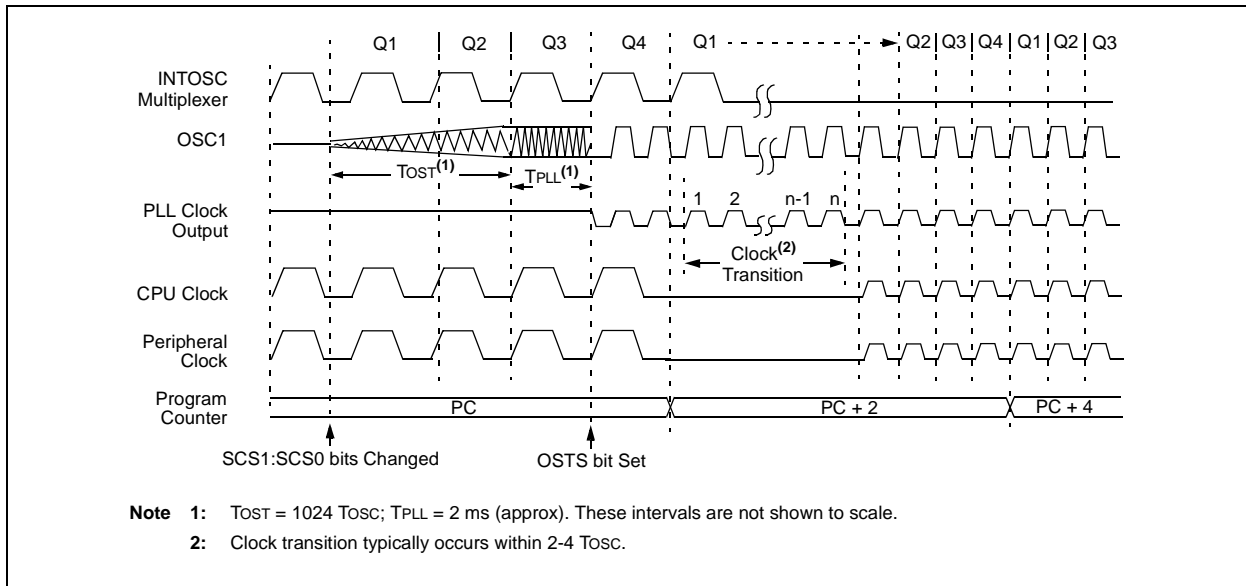 Q1 Q2 Q3 Q4 Q1 Q2 Q3 Q4 Q1 Q2 Q3
INTOSC
Multiplexer
OSC1
TOST(1) TPLL(1)
1 2 n-1 n
PLL Clock
Output
Clock(2)
Transition
CPU Clock
Peripheral
Clock
Program
Counter
PC PC + 2 PC + 4
SCS1:SCS0 bits Changed OSTS bit Set
Note 1: TOST = 1024 TOSC; TPLL = 2 ms (approx). These intervals are not shown to scale.
2: Clock transition typically occurs within 2-4 TOSC.